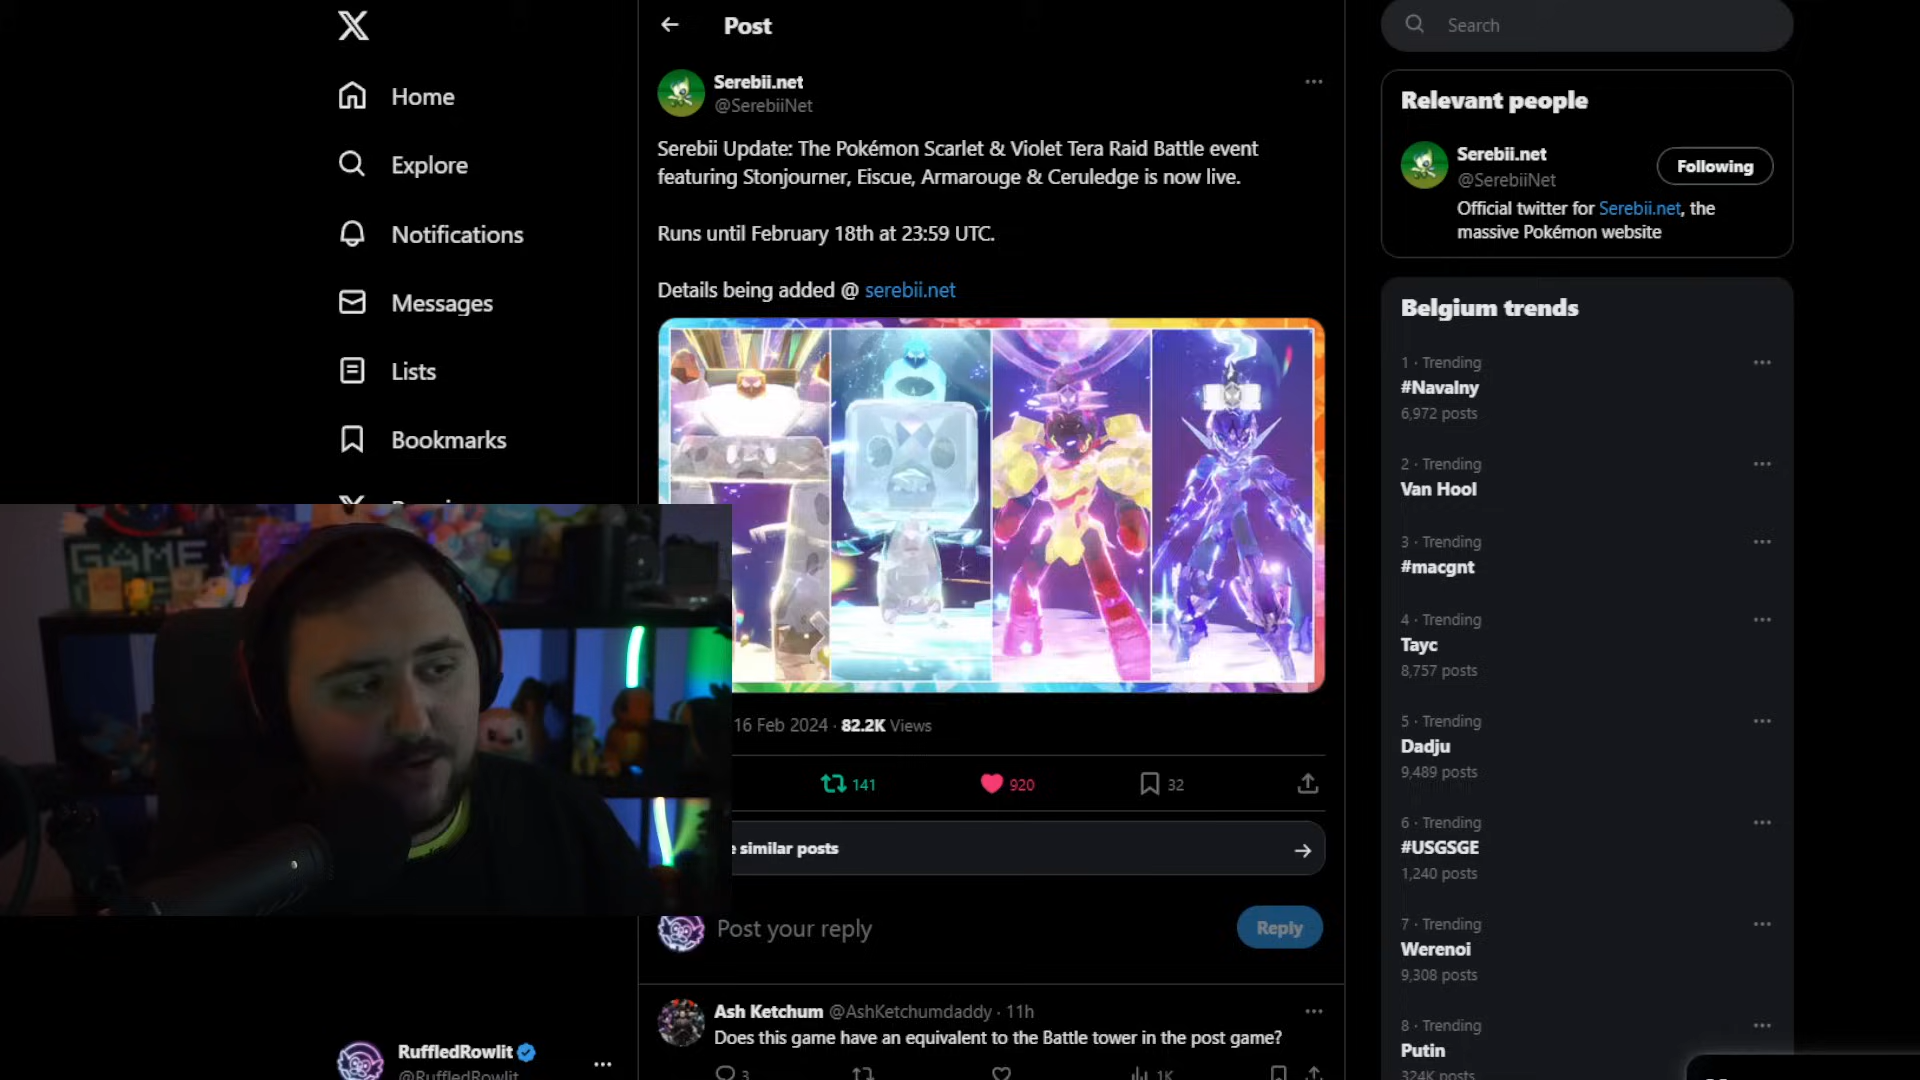 X
Home
Explore
Notifications
Messages
Lists
Bookmarks
GAME
RuffledRowlit
@RuffledRowlit
Post
Serebii.net
@SerebiiNet
Serebii Update: The Pokémon Scarlet & Violet Tera Raid Battle event
featuring Stonjourner, Eiscue, Armarouge & Ceruledge is now live.
Runs until February 18th at 23:59 UTC.
Details being added @ serebii.net
16 Feb 2024 · 82.2K Views
141
920
32
e similar posts
Post your reply
Reply
Ash Ketchum @AshKetchumdaddy · 11h
Does this game have an equivalent to the Battle tower in the post game?
3
1K
Search
Relevant people
Serebii.net
@SerebiiNet
Following
Official twitter for Serebii.net, the
massive Pokémon website
Belgium trends
1 · Trending
#Navalny
6,972 posts
2 · Trending
Van Hool
3 · Trending
#macgnt
4 · Trending
Tayc
8,757 posts
5 · Trending
Dadju
9,489 posts
6 · Trending
#USGSGE
1,240 posts
7 · Trending
Werenoi
9,308 posts
8 · Trending
Putin
324K posts